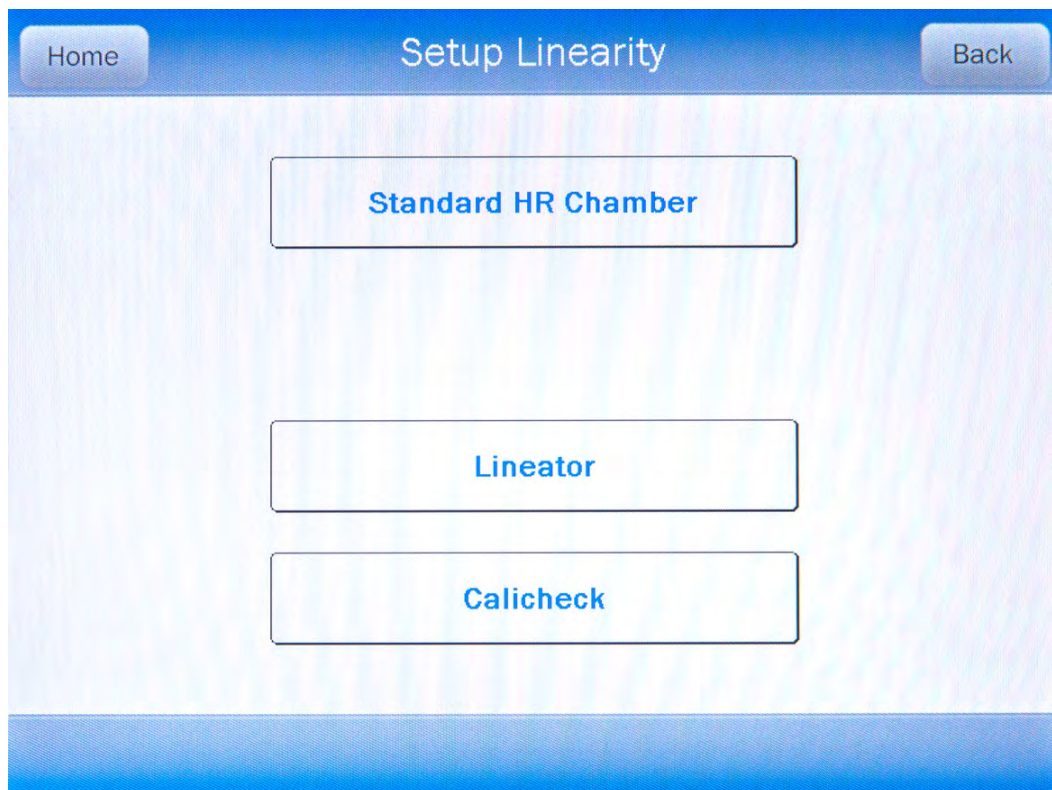 Home
Setup Linearity
Back
Standard HR Chamber
Lineator
Calicheck